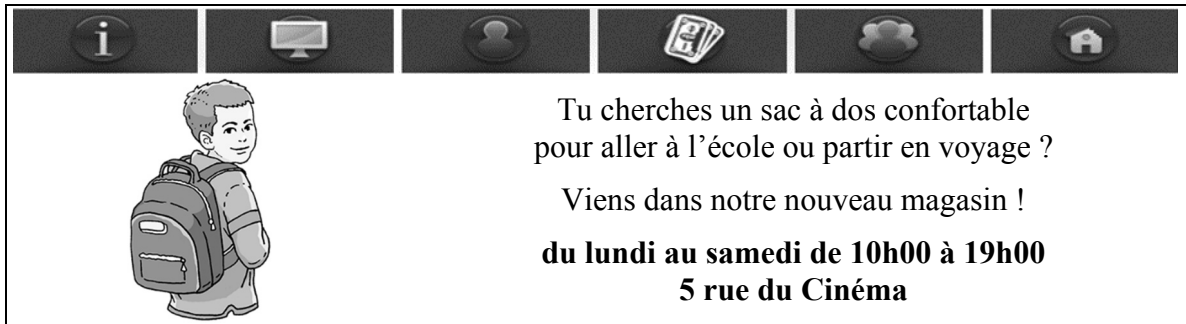 Tu cherches un sac à dos confortable
pour aller à l’école ou partir en voyage ?
Viens dans notre nouveau magasin !
du lundi au samedi de 10h00 à 19h00
5 rue du Cinéma